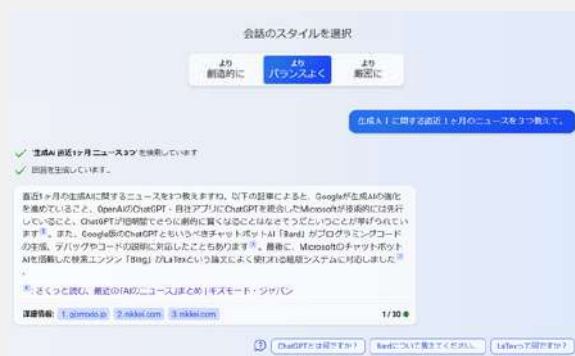 会話のスタイルを選択
より
創造的に
より
バランスよく
より
厳密に
生成AIに関する直近1ヶ月のニュースを3つ教えて。
'生成AI 直近1ヶ月 ニュース 3つ' を検索しています
回答を生成しています。
直近1ヶ月の生成AIに関するニュースを3つ教えますね。以下の記事によると、Googleが生成AIの強化
を進めていること、OpenAIのChatGPT・自社アプリにChatGPTを統合したMicrosoftが技術的には先行
していること、ChatGPTが短期間でさらに劇的に賢くなることはなさそうだということが挙げられてい
ます。また、Google版のChatGPTともいうべきチャットボットAI「Bard」がプログラミングコード
の生成、デバッグやコードの説明に対応したこともあります。最後に、Microsoftのチャットボット
AIを搭載した検索エンジン「Bing」がLaTexという論文によく使われる組版システムに対応しました
。
: さくっと読む、最近の「AIのニュース」まとめ | ギズモード・ジャパン
詳細情報: 1. gizmodo.jp 2. nikkei.com 3. nikkei.com 1/30
ChatGPTとは何ですか? Bardについて教えてください。 LaTexって何ですか?